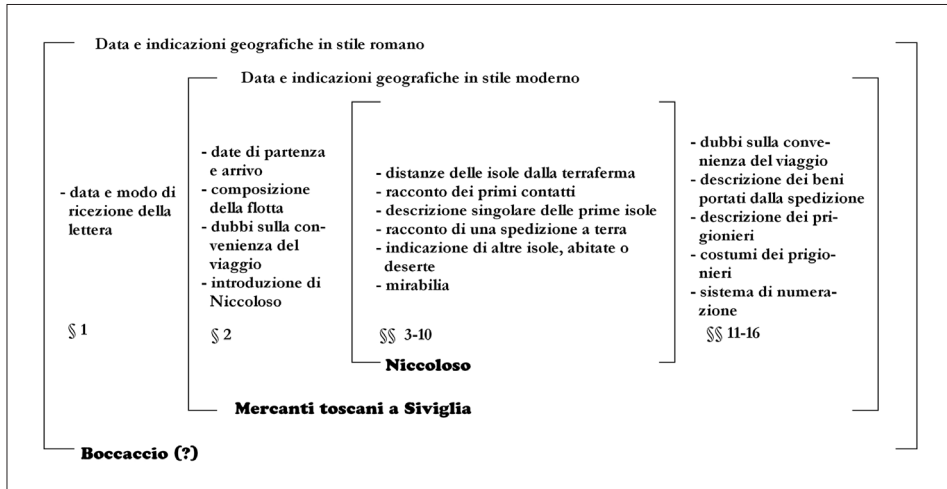 Data e indicazioni geografiche in stile romano
Data e indicazioni geografiche in stile moderno
- data e modo di
ricezione della
lettera
§ 1
- date di partenza
e arrivo
- composizione
della flotta
- dubbi sulla con-
venienza del
viaggio
- introduzione di
Niccoloso
§ 2
- distanze delle isole dalla terraferma
- racconto dei primi contatti
- descrizione singolare delle prime isole
- racconto di una spedizione a terra
- indicazione di altre isole, abitate o
deserte
- mirabilia
§§ 3-10
- dubbi sulla conve-
nienza del viaggio
- descrizione dei beni
portati dalla spedizione
- descrizione dei pri-
gionieri
- costumi dei prigio-
nieri
- sistema di numera-
zione
§§ 11-16
Niccoloso
Mercanti toscani a Siviglia
Boccaccio (?)